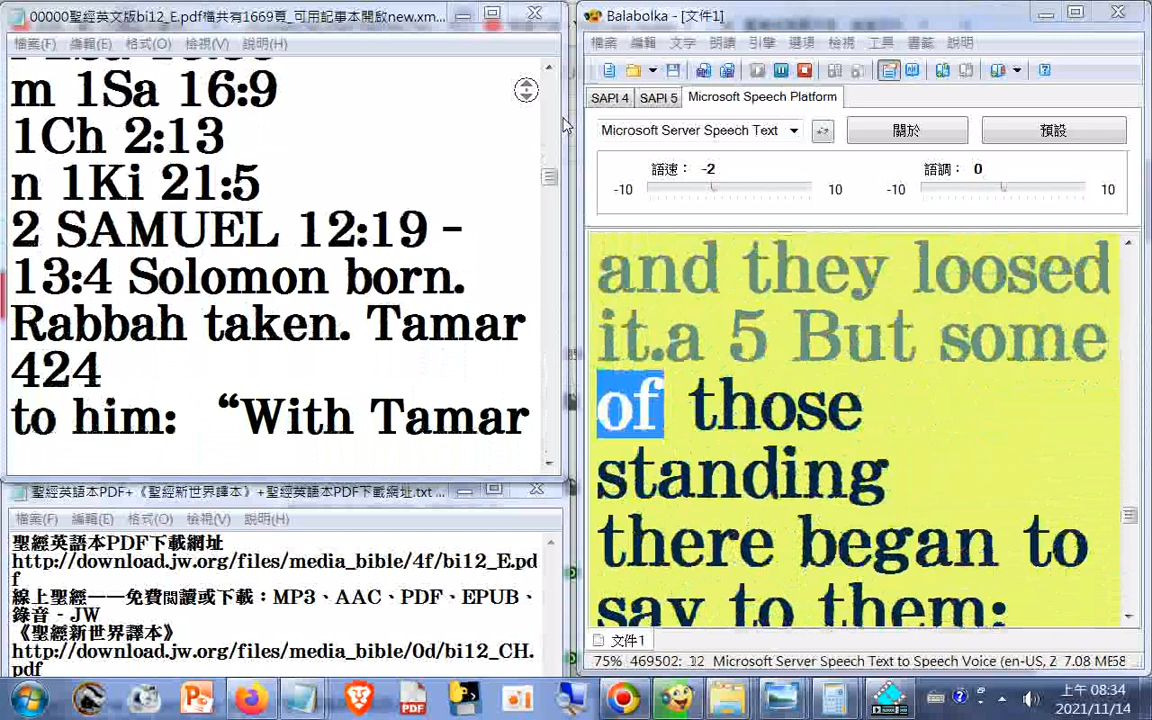 00000聖經英文版bi12_E.pdf檔共有1669頁_可用記事本開啟new.xm...
檔案(F) 編輯(E) 格式(O) 檢視(V) 說明(H)
m 1Sa 16:9
1Ch 2:13
n 1Ki 21:5
2 SAMUEL 12:19 -
13:4 Solomon born.
Rabbah taken. Tamar
424
to him: “With Tamar
聖經英語本PDF+《聖經新世界譯本》+聖經英語本PDF下載網址.txt ...
檔案(F) 編輯(E) 格式(O) 檢視(V) 說明(H)
聖經英語本PDF下載網址
http://download.jw.org/files/media_bible/4f/bi12_E.pd
f
線上聖經——免費閱讀或下載：MP3、AAC、PDF、EPUB、
錄音 - JW
《聖經新世界譯本》
http://download.jw.org/files/media_bible/0d/bi12_CH.
pdf
Balabolka - [文件1]
檔案 編輯 文字 朗讀 引擎 選項 檢視 工具 書籤 說明
SAPI 4 SAPI 5 Microsoft Speech Platform
Microsoft Server Speech Text 關於 預設
語速： -2 語調： 0
-10 10 -10 10
and they loosed
it.a 5 But some
of those
standing
there began to
say to them:
文件1
75% 469502: 12 Microsoft Server Speech Text to Speech Voice (en-US, Z 7.08 ME58
PDF
上午 08:34
2021/11/14